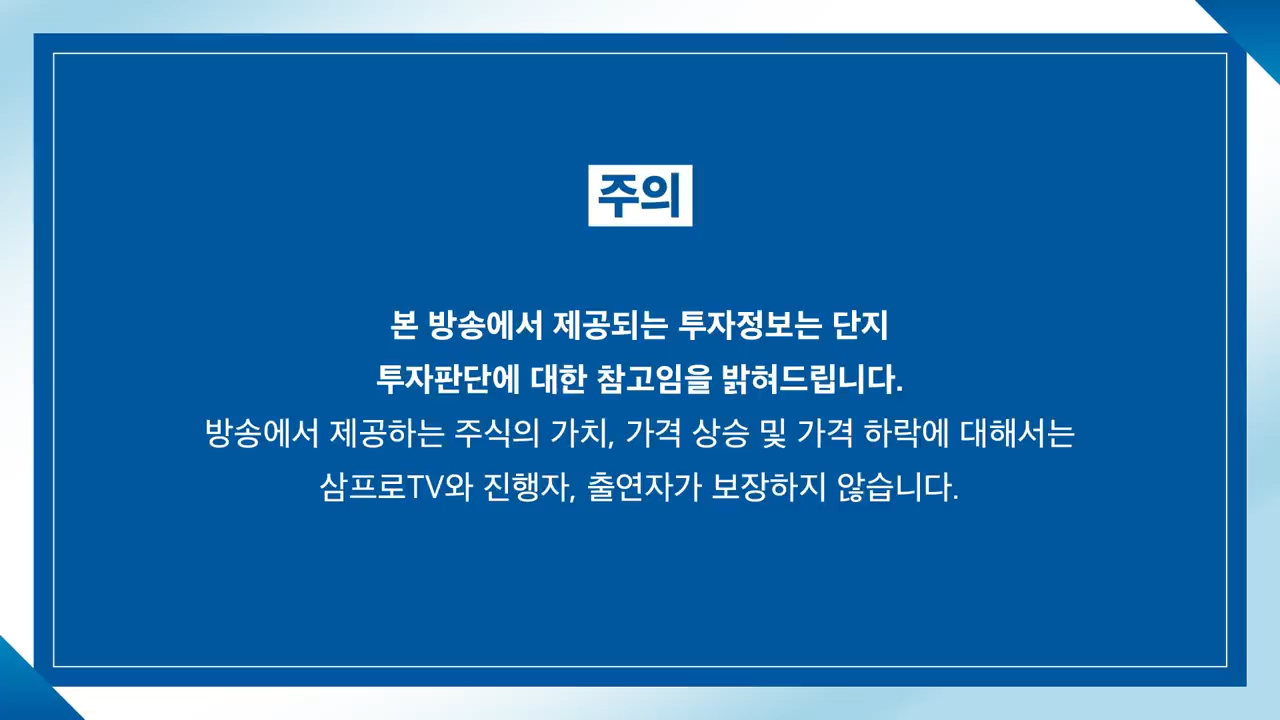 주의
본 방송에서 제공되는 투자정보는 단지
투자판단에 대한 참고임을 밝혀드립니다.
방송에서 제공하는 주식의 가치, 가격 상승 및 가격 하락에 대해서는
삼프로TV와 진행자, 출연자가 보장하지 않습니다.